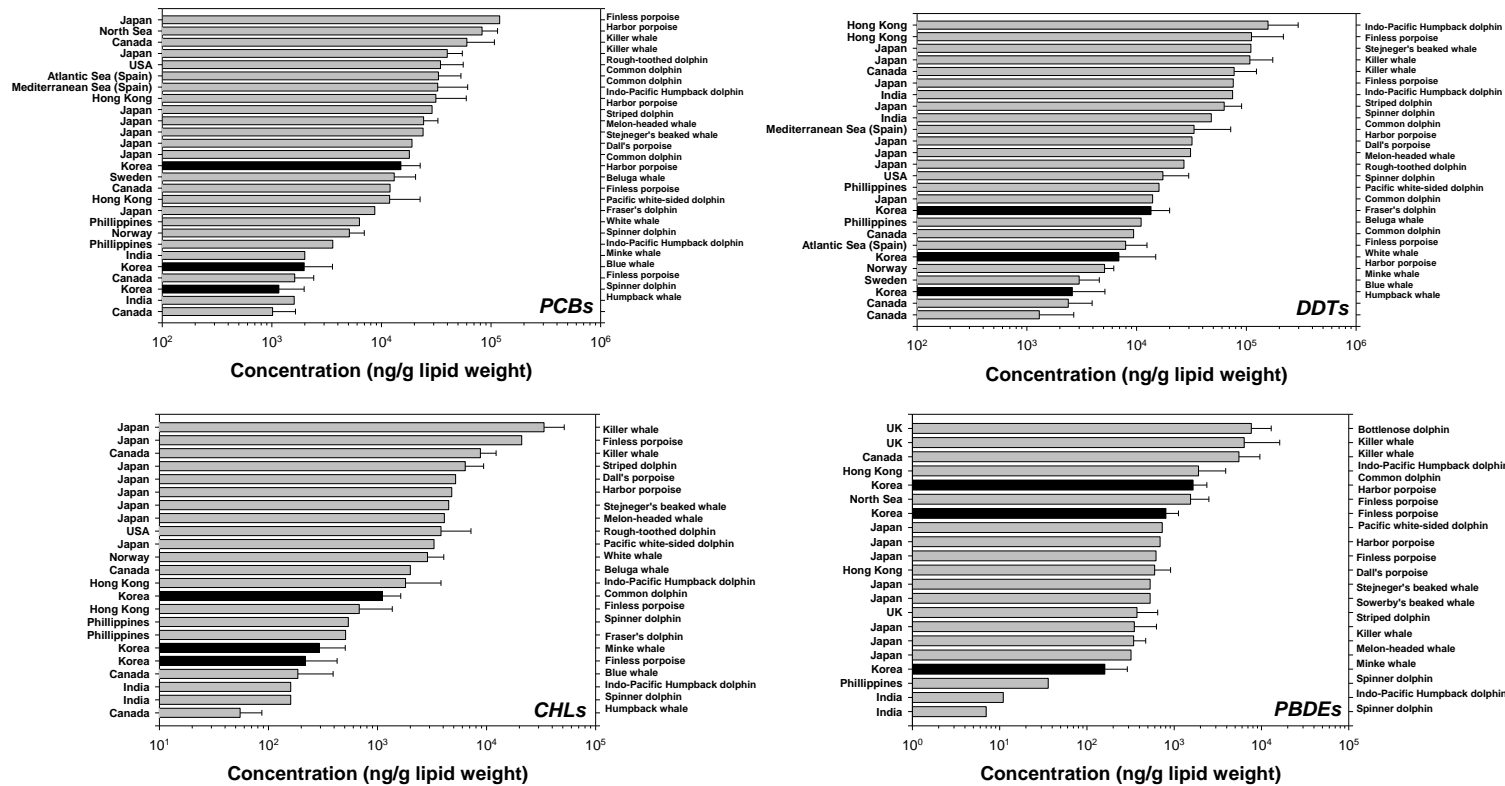 Japan
North Sea
Canada
Japan
USA
Atlantic Sea (Spain)
Mediterranean Sea (Spain)
Hong Kong
Japan
Japan
Japan
Japan
Japan
Korea
Sweden
Canada
Hong Kong
Japan
Phillippines
Norway
Phillippines
India
Korea
Canada
Korea
India
Canada
Finless porpoise
Harbor porpoise
Killer whale
Killer whale
Rough-toothed dolphin
Common dolphin
Common dolphin
Indo-Pacific Humpback dolphin
Harbor porpoise
Striped dolphin
Melon-headed whale
Stejneger's beaked whale
Dall's porpoise
Common dolphin
Harbor porpoise
Beluga whale
Finless porpoise
Pacific white-sided dolphin
Fraser's dolphin
White whale
Spinner dolphin
Indo-Pacific Humpback dolphin
Minke whale
Blue whale
Finless porpoise
Spinner dolphin
Humpback whale
PCBs
10² 10³ 10⁴ 10⁵ 10⁶
Concentration (ng/g lipid weight)
Hong Kong
Hong Kong
Japan
Japan
Canada
Japan
India
Japan
India
Mediterranean Sea (Spain)
Japan
Japan
Japan
USA
Phillippines
Japan
Korea
Phillippines
Canada
Atlantic Sea (Spain)
Korea
Norway
Sweden
Korea
Canada
Canada
Indo-Pacific Humpback dolphin
Finless porpoise
Stejneger's beaked whale
Killer whale
Killer whale
Finless porpoise
Indo-Pacific Humpback dolphin
Striped dolphin
Spinner dolphin
Common dolphin
Harbor porpoise
Dall's porpoise
Melon-headed whale
Rough-toothed dolphin
Spinner dolphin
Pacific white-sided dolphin
Common dolphin
Fraser's dolphin
Beluga whale
Common dolphin
Finless porpoise
White whale
Harbor porpoise
Minke whale
Blue whale
Humpback whale
DDTs
10² 10³ 10⁴ 10⁵ 10⁶
Concentration (ng/g lipid weight)
Japan
Japan
Canada
Japan
Japan
Japan
Japan
Japan
USA
Japan
Norway
Canada
Hong Kong
Korea
Hong Kong
Phillippines
Phillippines
Korea
Korea
Canada
India
India
Canada
Killer whale
Finless porpoise
Killer whale
Striped dolphin
Dall's porpoise
Harbor porpoise
Stejneger's beaked whale
Melon-headed whale
Rough-toothed dolphin
Pacific white-sided dolphin
White whale
Beluga whale
Indo-Pacific Humpback dolphin
Common dolphin
Finless porpoise
Spinner dolphin
Fraser's dolphin
Minke whale
Finless porpoise
Blue whale
Indo-Pacific Humpback dolphin
Spinner dolphin
Humpback whale
CHLs
10¹ 10² 10³ 10⁴ 10⁵
Concentration (ng/g lipid weight)
UK
UK
Canada
Hong Kong
Korea
North Sea
Korea
Japan
Japan
Japan
Hong Kong
Japan
Japan
UK
Japan
Japan
Japan
Korea
Phillippines
India
India
Bottlenose dolphin
Killer whale
Killer whale
Indo-Pacific Humpback dolphin
Common dolphin
Harbor porpoise
Finless porpoise
Finless porpoise
Pacific white-sided dolphin
Harbor porpoise
Finless porpoise
Dall's porpoise
Stejneger's beaked whale
Sowerby's beaked whale
Striped dolphin
Killer whale
Melon-headed whale
Minke whale
Spinner dolphin
Indo-Pacific Humpback dolphin
Spinner dolphin
PBDEs
10⁰ 10¹ 10² 10³ 10⁴ 10⁵
Concentration (ng/g lipid weight)